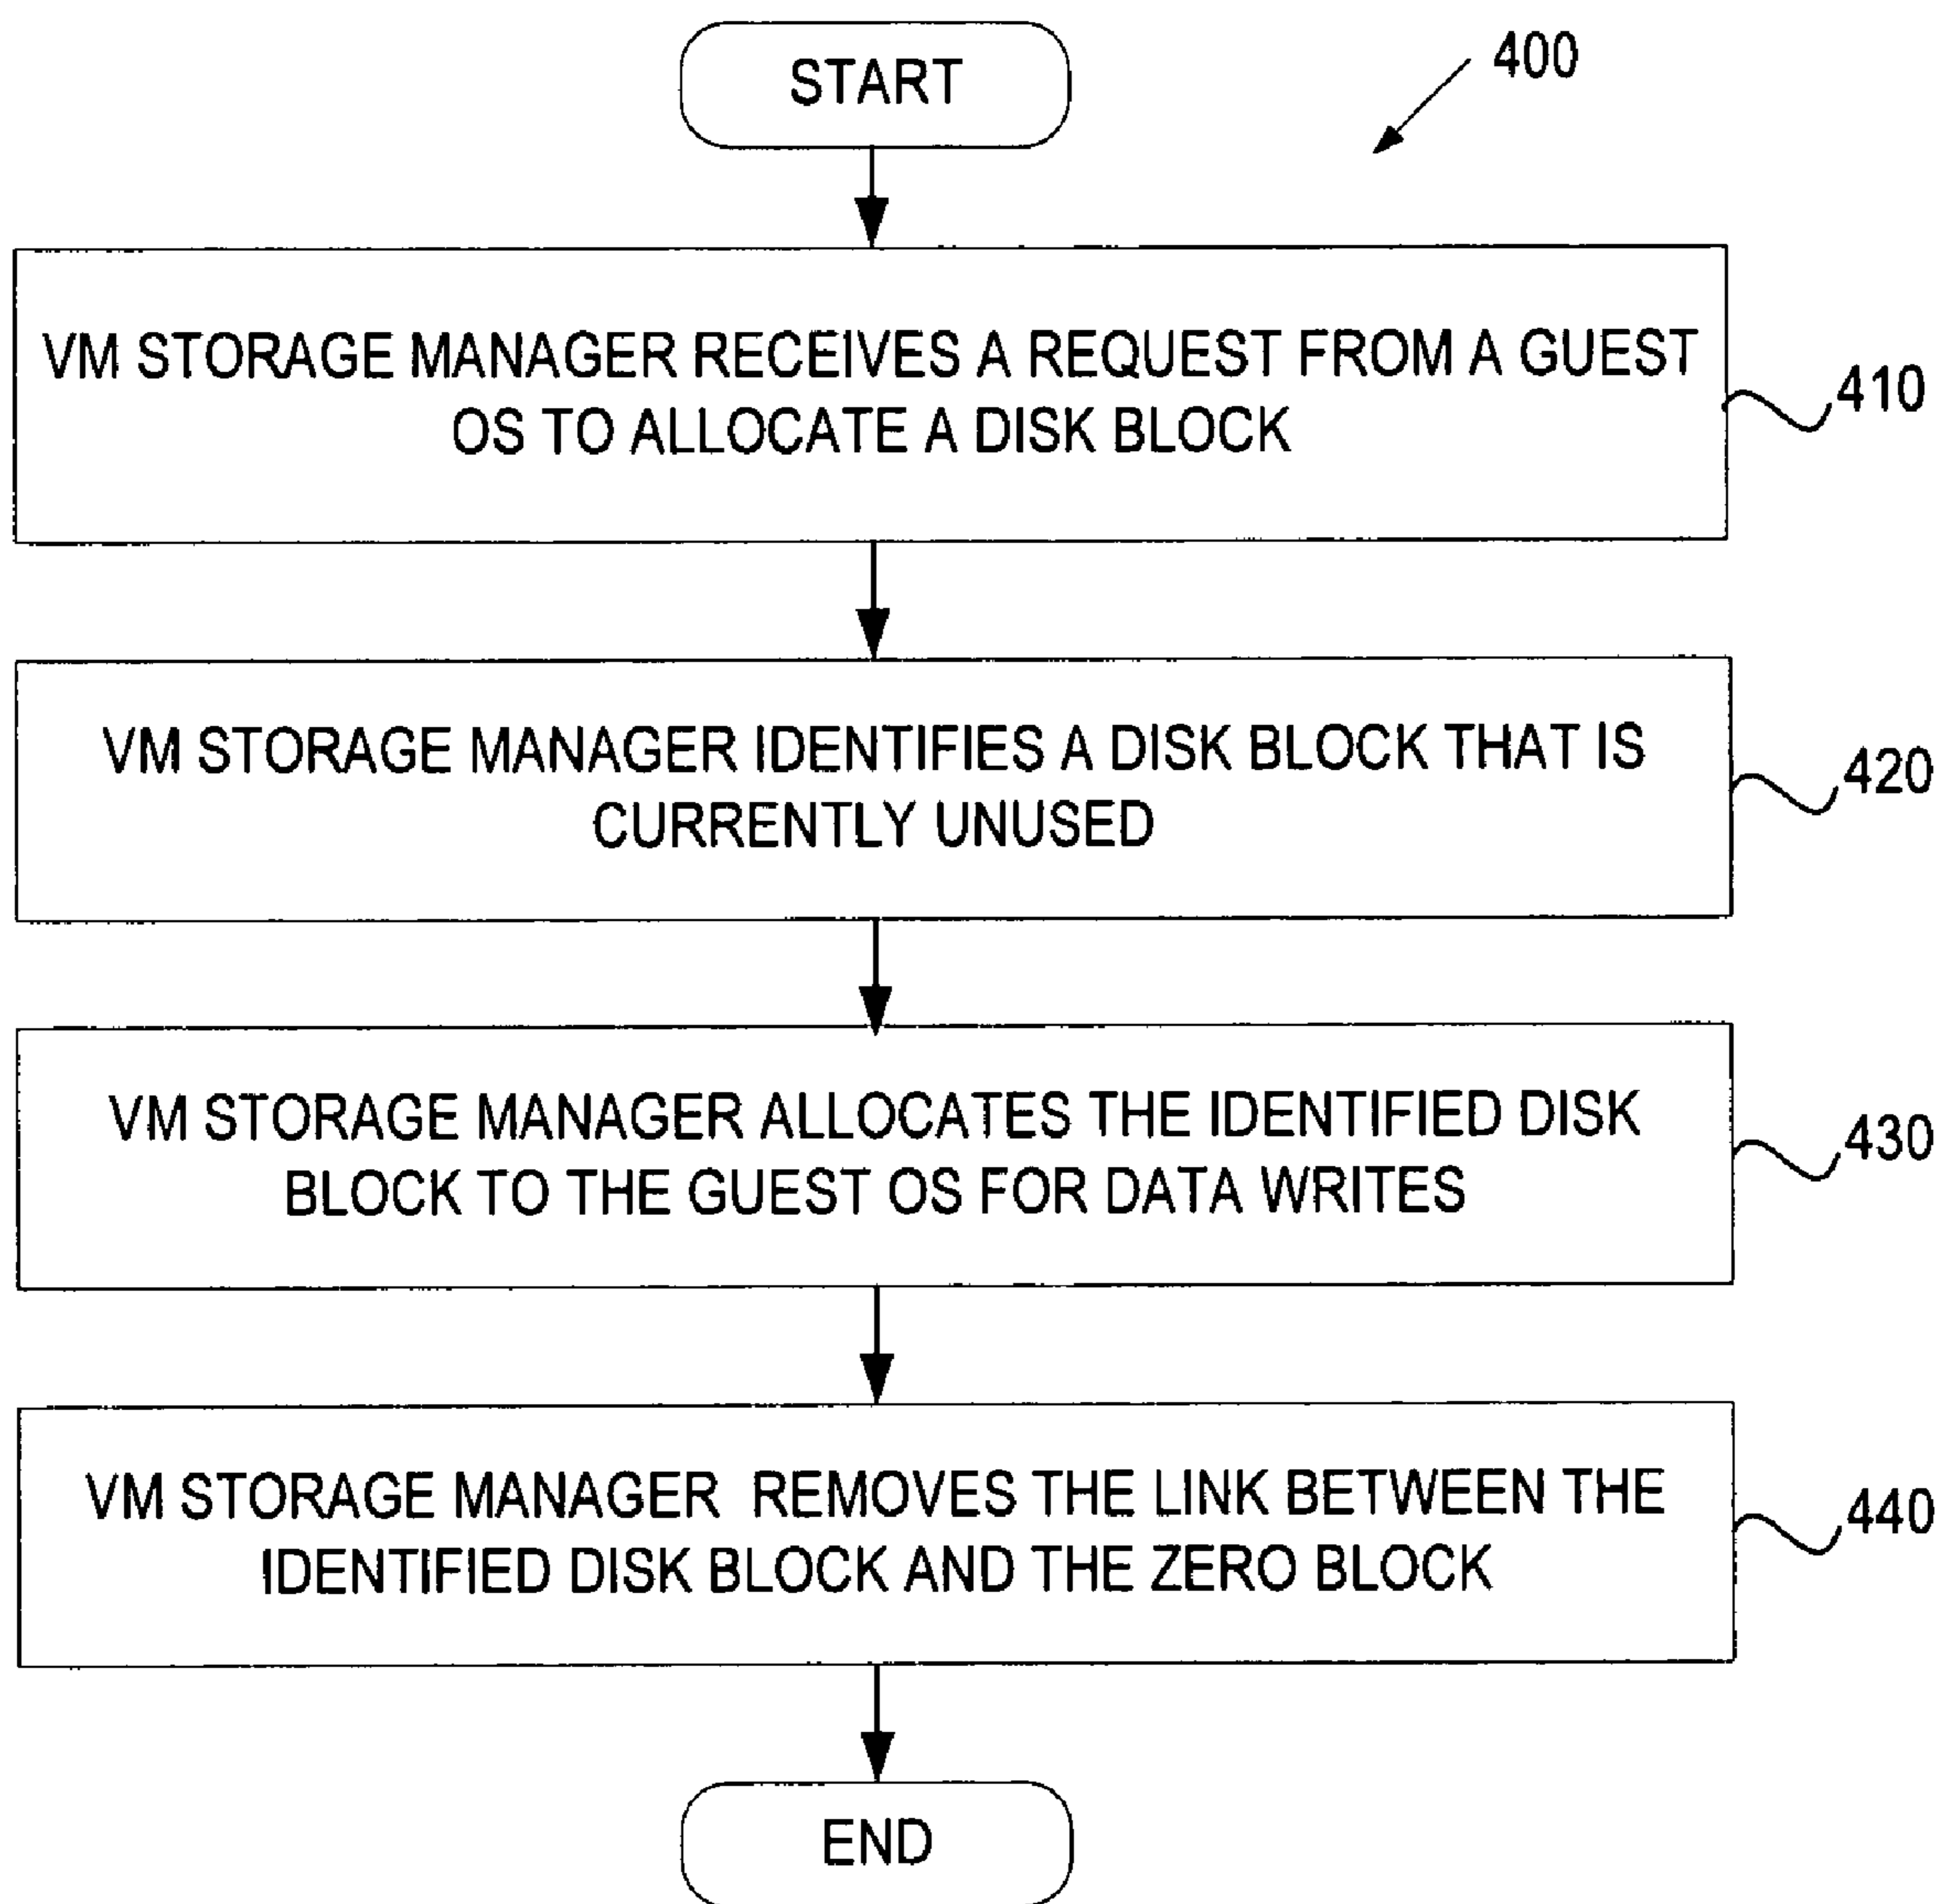 START
400
VM STORAGE MANAGER RECEIVES A REQUEST FROM A GUEST
OS TO ALLOCATE A DISK BLOCK
410
VM STORAGE MANAGER IDENTIFIES A DISK BLOCK THAT IS
CURRENTLY UNUSED
420
VM STORAGE MANAGER ALLOCATES THE IDENTIFIED DISK
BLOCK TO THE GUEST OS FOR DATA WRITES
430
VM STORAGE MANAGER REMOVES THE LINK BETWEEN THE
IDENTIFIED DISK BLOCK AND THE ZERO BLOCK
440
END